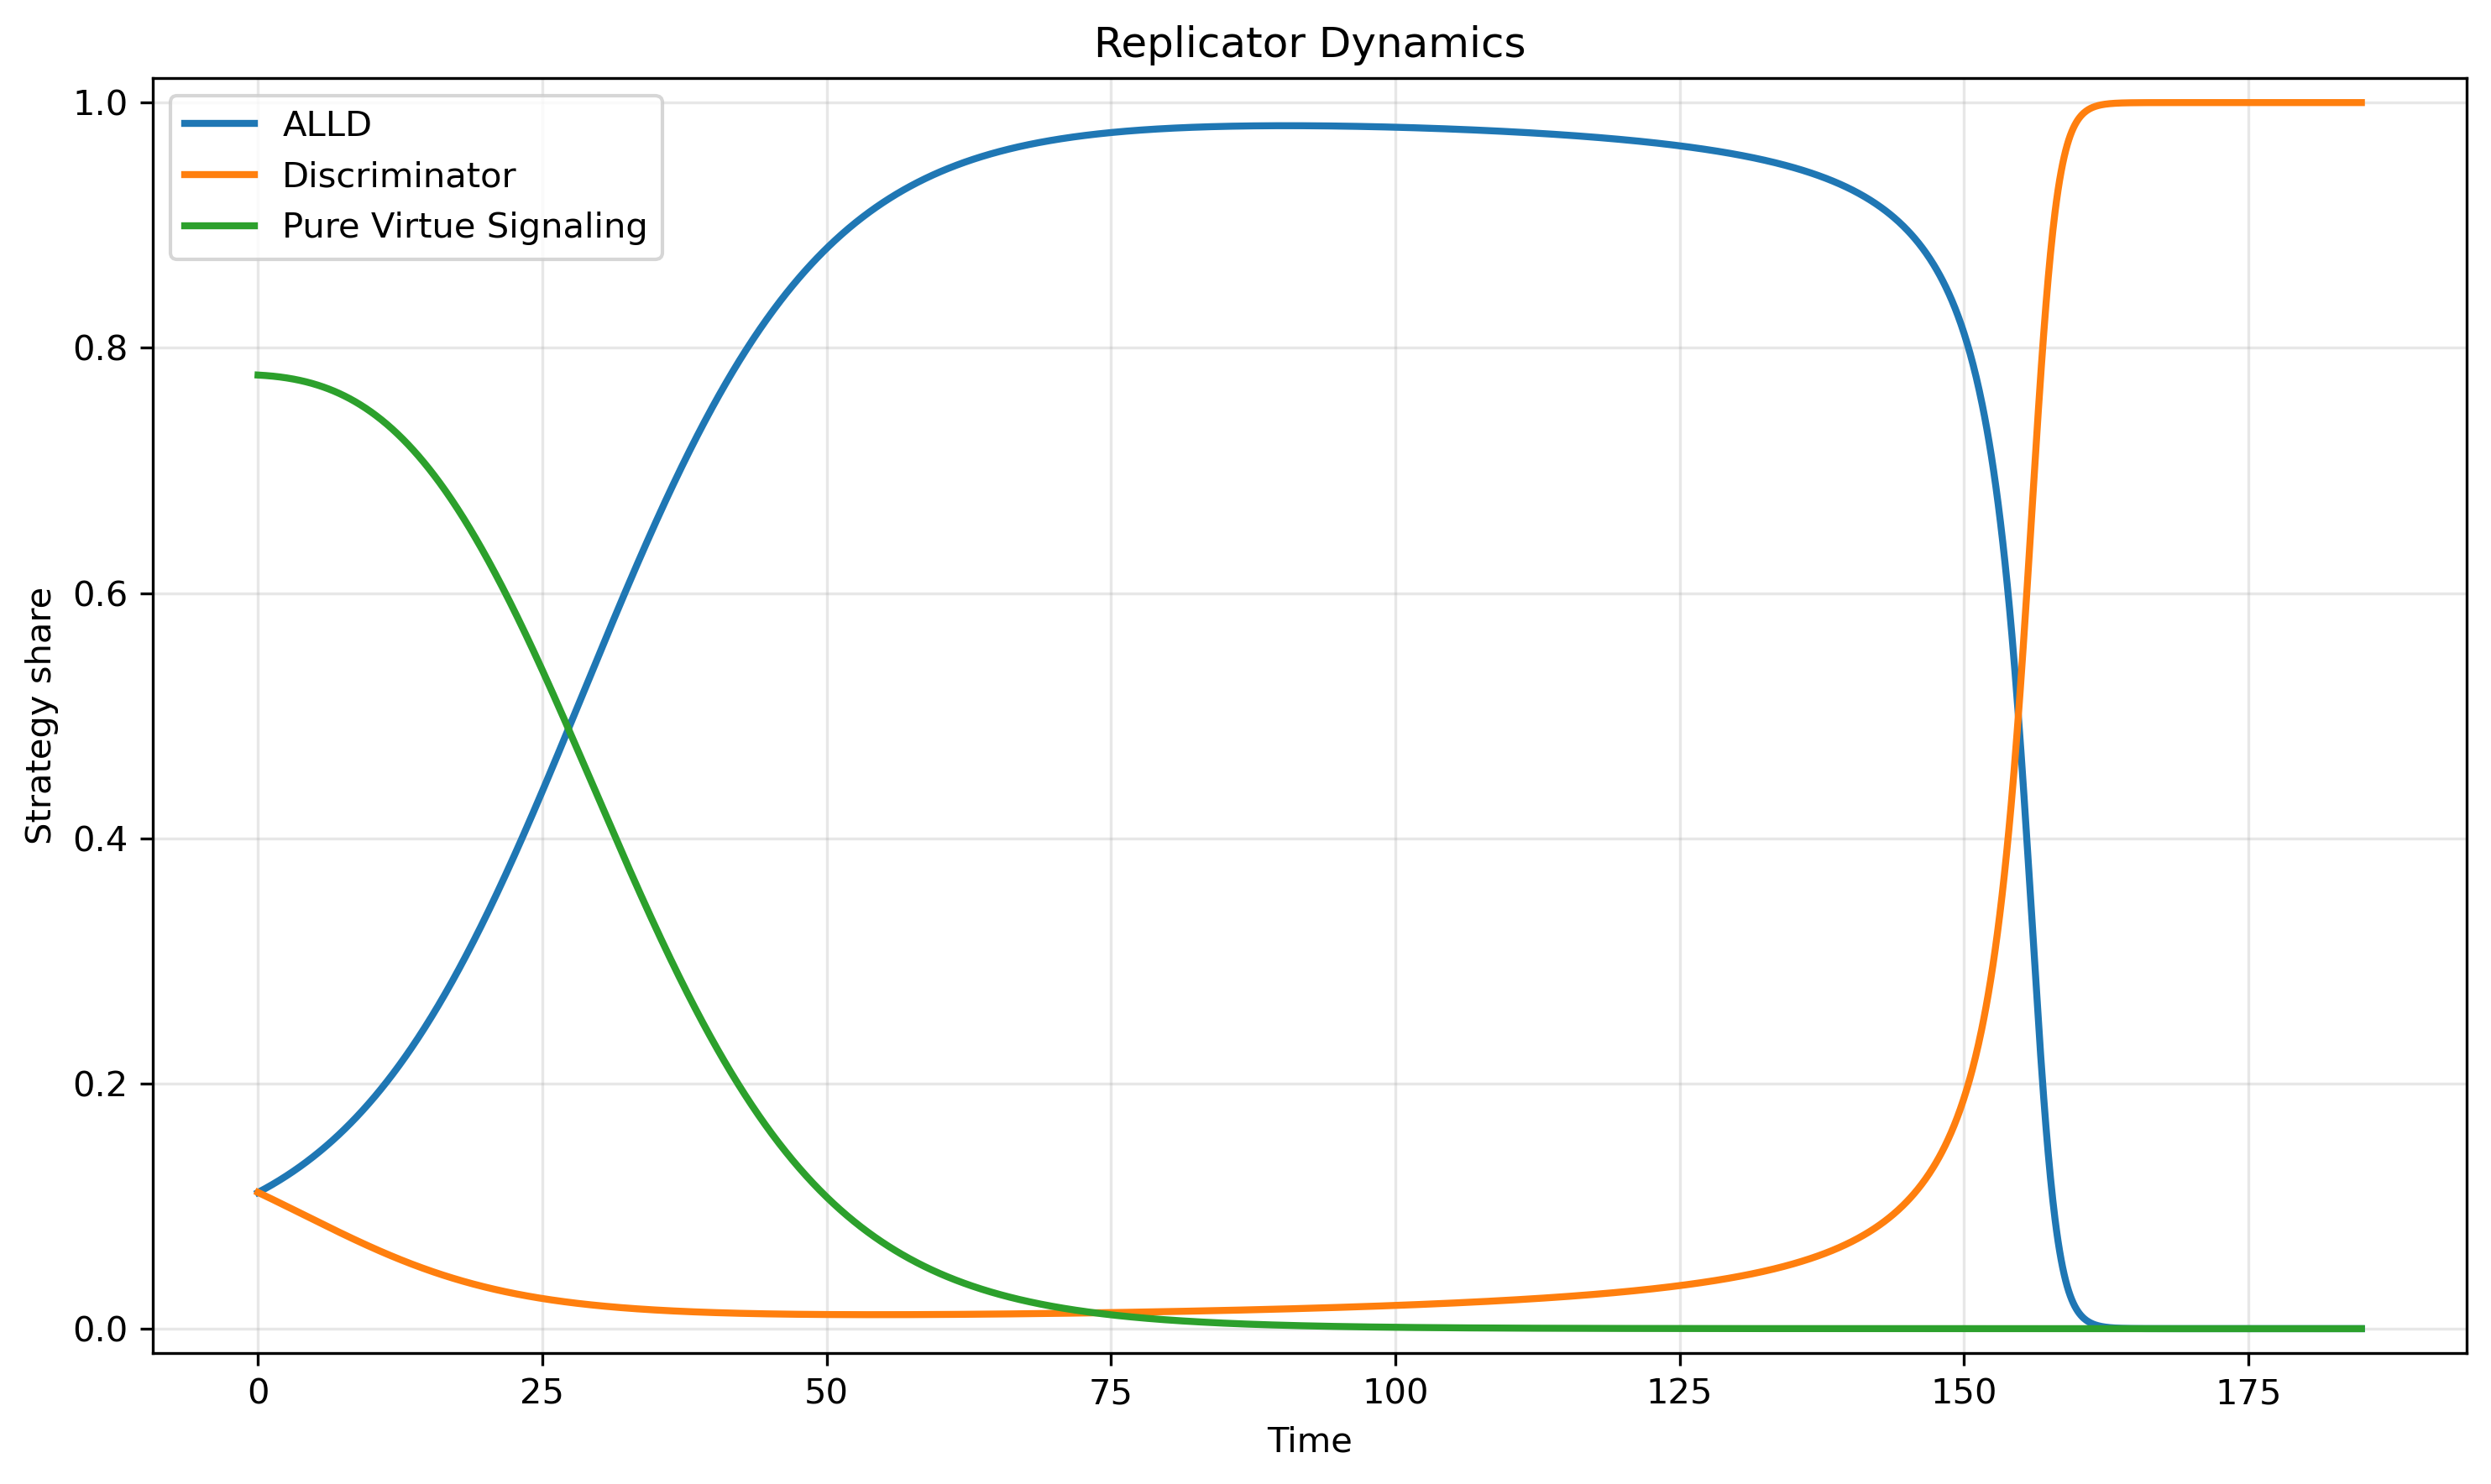 Replicator Dynamics
ALLD
Discriminator
Pure Virtue Signaling
Strategy share
1.0
0.8
0.6
0.4
0.2
0.0
0 25 50 75 100 125 150 175
Time